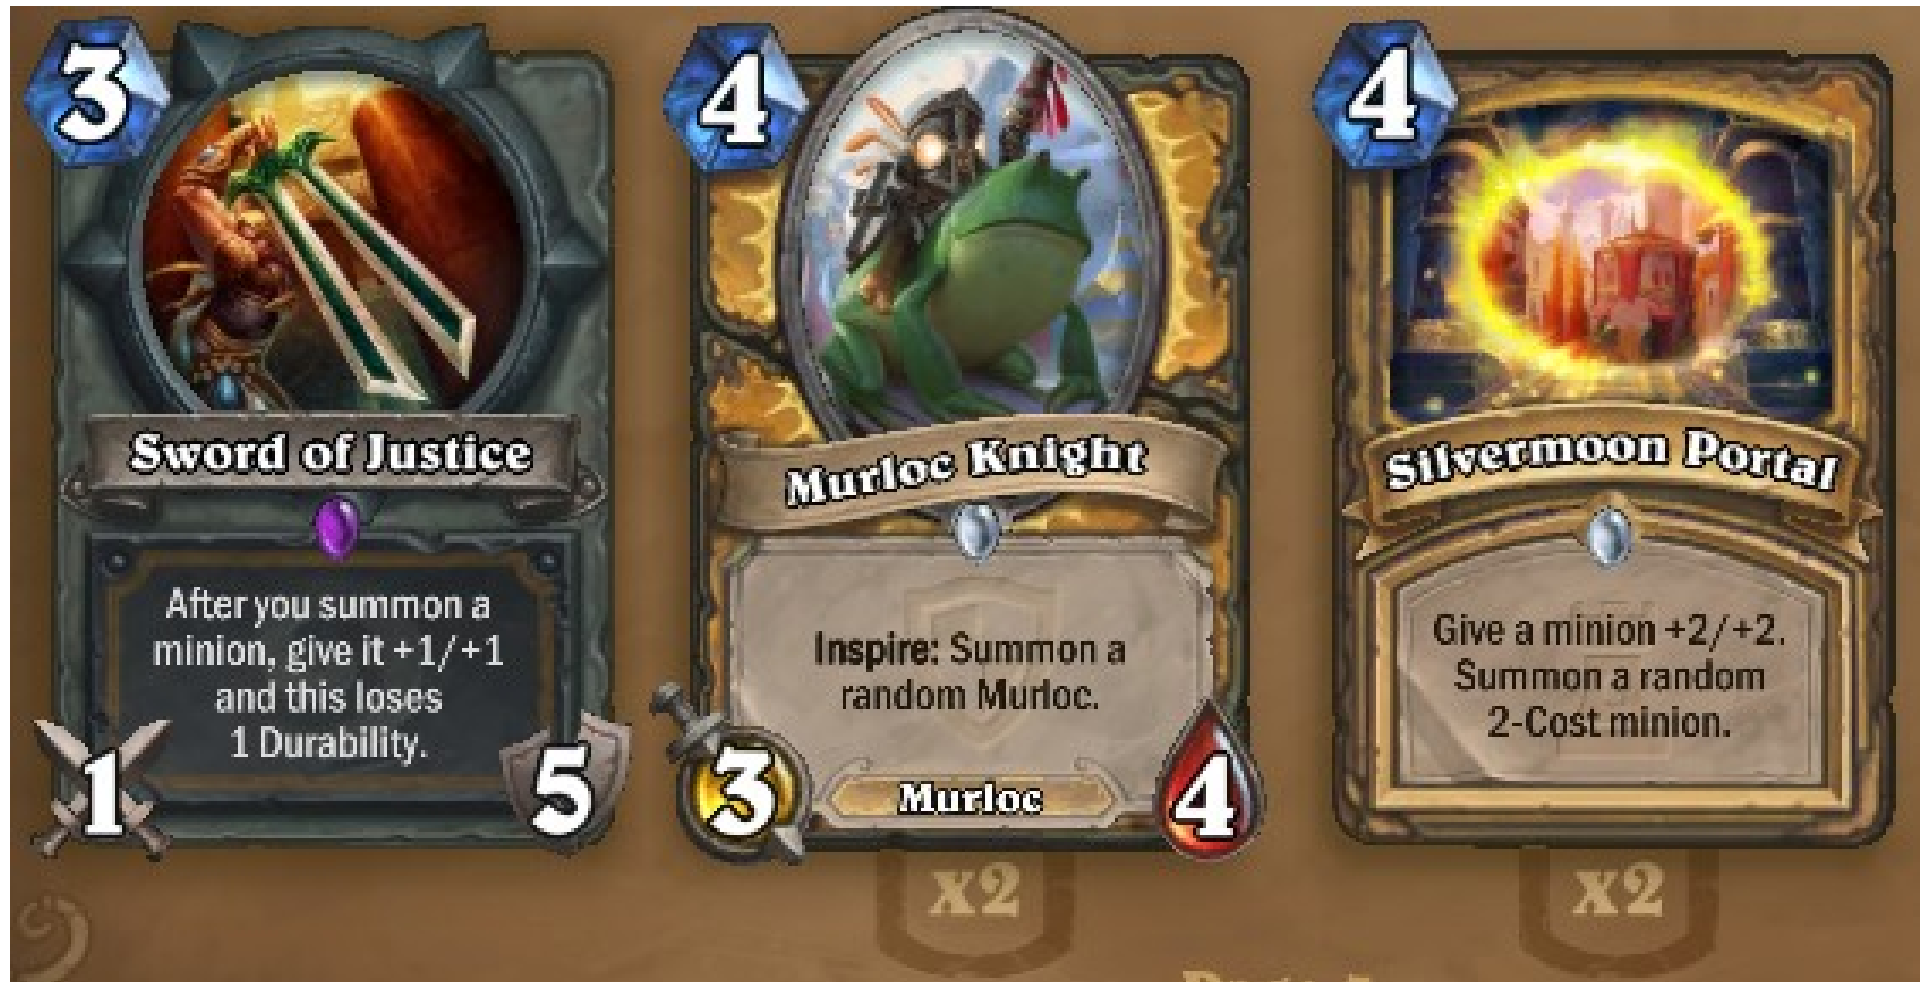 3
Sword of Justice
After you summon a
minion, give it +1/+1
and this loses
1 Durability.
1
5
4
Murloc Knight
Inspire: Summon a
random Murloc.
3
Murloc
4
x2
4
Silvermoon Portal
Give a minion +2/+2.
Summon a random
2-Cost minion.
x2